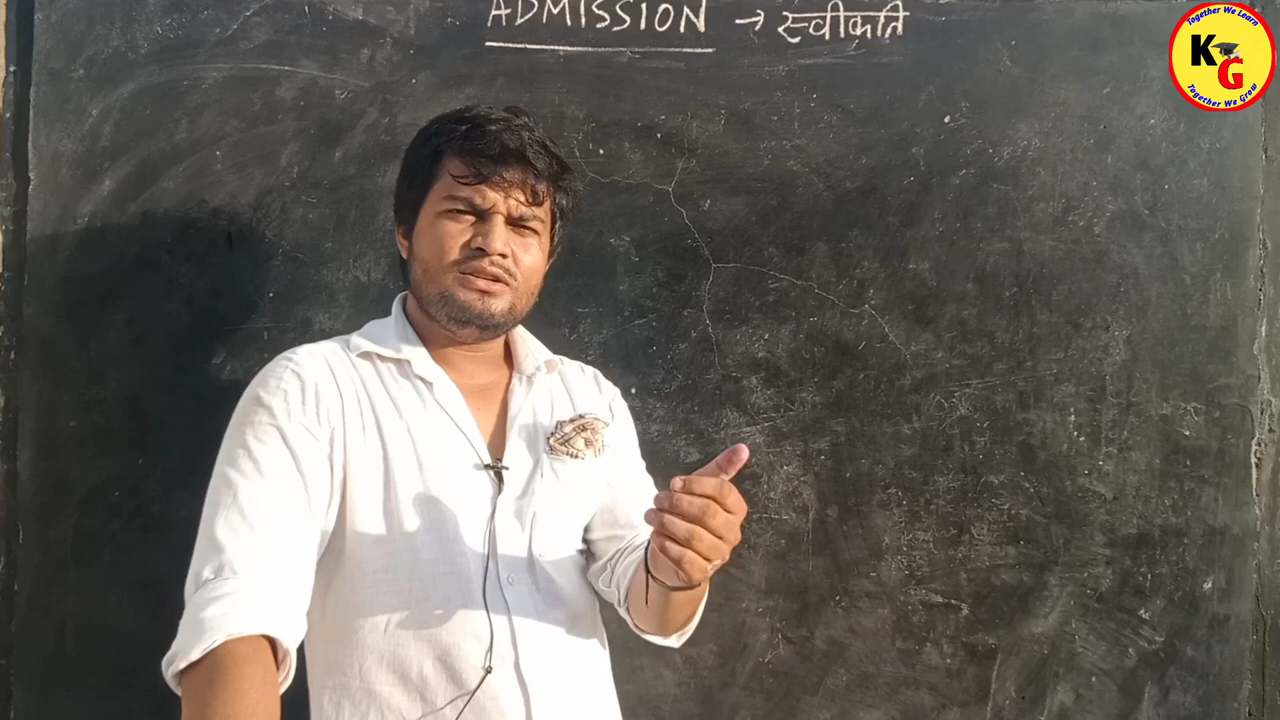 ADMISSION → स्वीकृति
Together We Learn
KG
Together We Grow